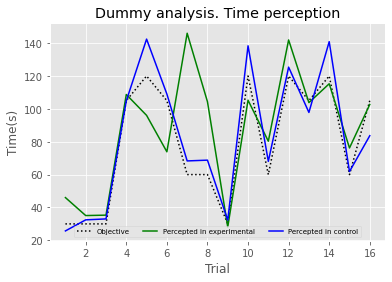 Dummy analysis. Time perception
Time(s)
140
120
100
80
60
40
20
2 4 6 8 10 12 14 16
Trial
Objective Percepted in experimental Percepted in control